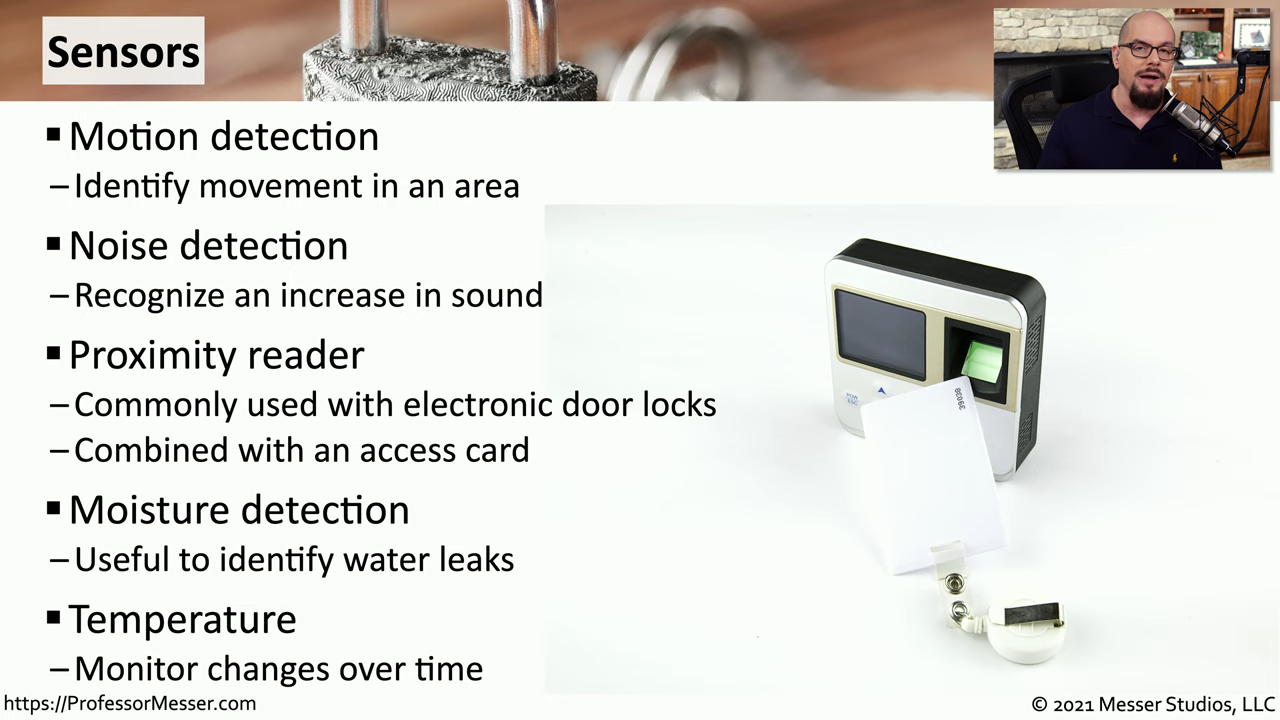 Sensors
▪ Motion detection
– Identify movement in an area
▪ Noise detection
– Recognize an increase in sound
▪ Proximity reader
– Commonly used with electronic door locks
– Combined with an access card
▪ Moisture detection
– Useful to identify water leaks
▪ Temperature
– Monitor changes over time
39038
https://ProfessorMesser.com
© 2021 Messer Studios, LLC